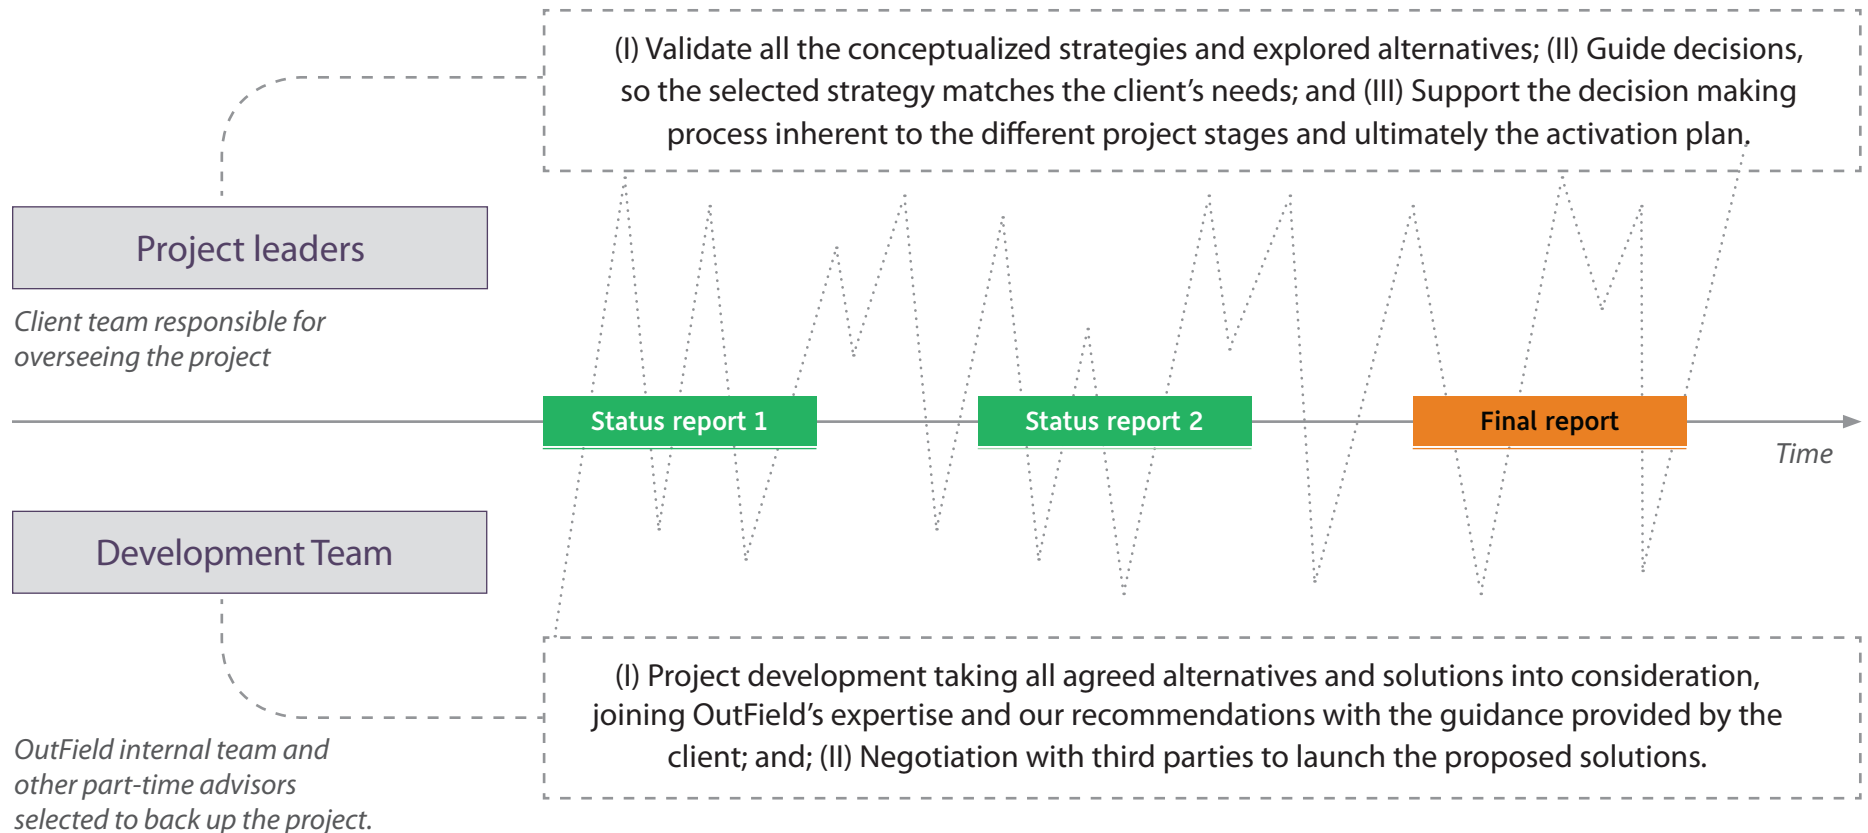 (I) Validate all the conceptualized strategies and explored alternatives; (II) Guide decisions,
so the selected strategy matches the client’s needs; and (III) Support the decision making
process inherent to the different project stages and ultimately the activation plan.
Project leaders
Client team responsible for
overseeing the project
Status report 1
Status report 2
Final report
Time
Development Team
(I) Project development taking all agreed alternatives and solutions into consideration,
joining OutField’s expertise and our recommendations with the guidance provided by the
client; and; (II) Negotiation with third parties to launch the proposed solutions.
OutField internal team and
other part-time advisors
selected to back up the project.